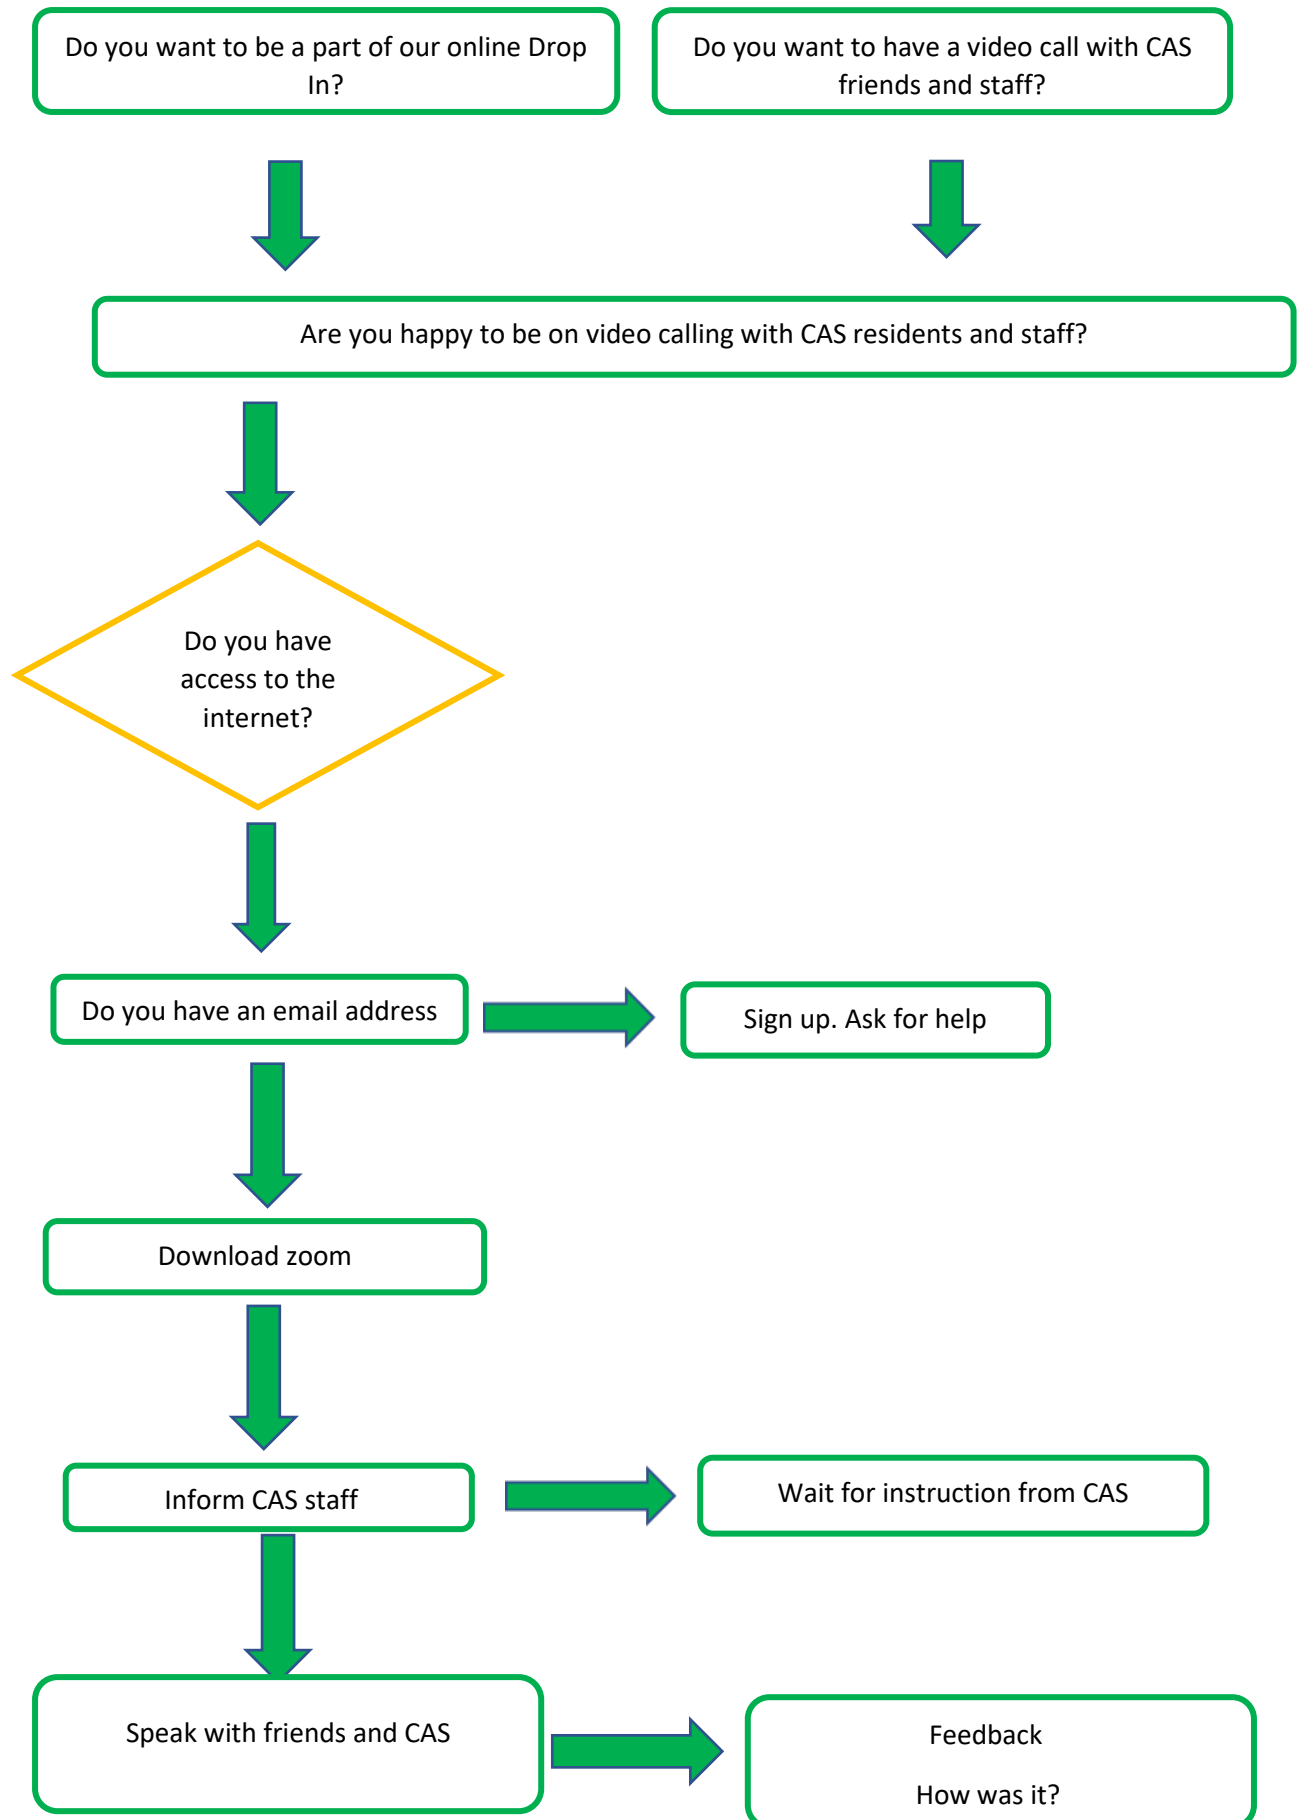 Do you want to be a part of our online Drop
In?
Do you want to have a video call with CAS
friends and staff?
Are you happy to be on video calling with CAS residents and staff?
Do you have
access to the
internet?
Do you have an email address
Sign up. Ask for help
Download zoom
Inform CAS staff
Wait for instruction from CAS
Speak with friends and CAS
Feedback
How was it?